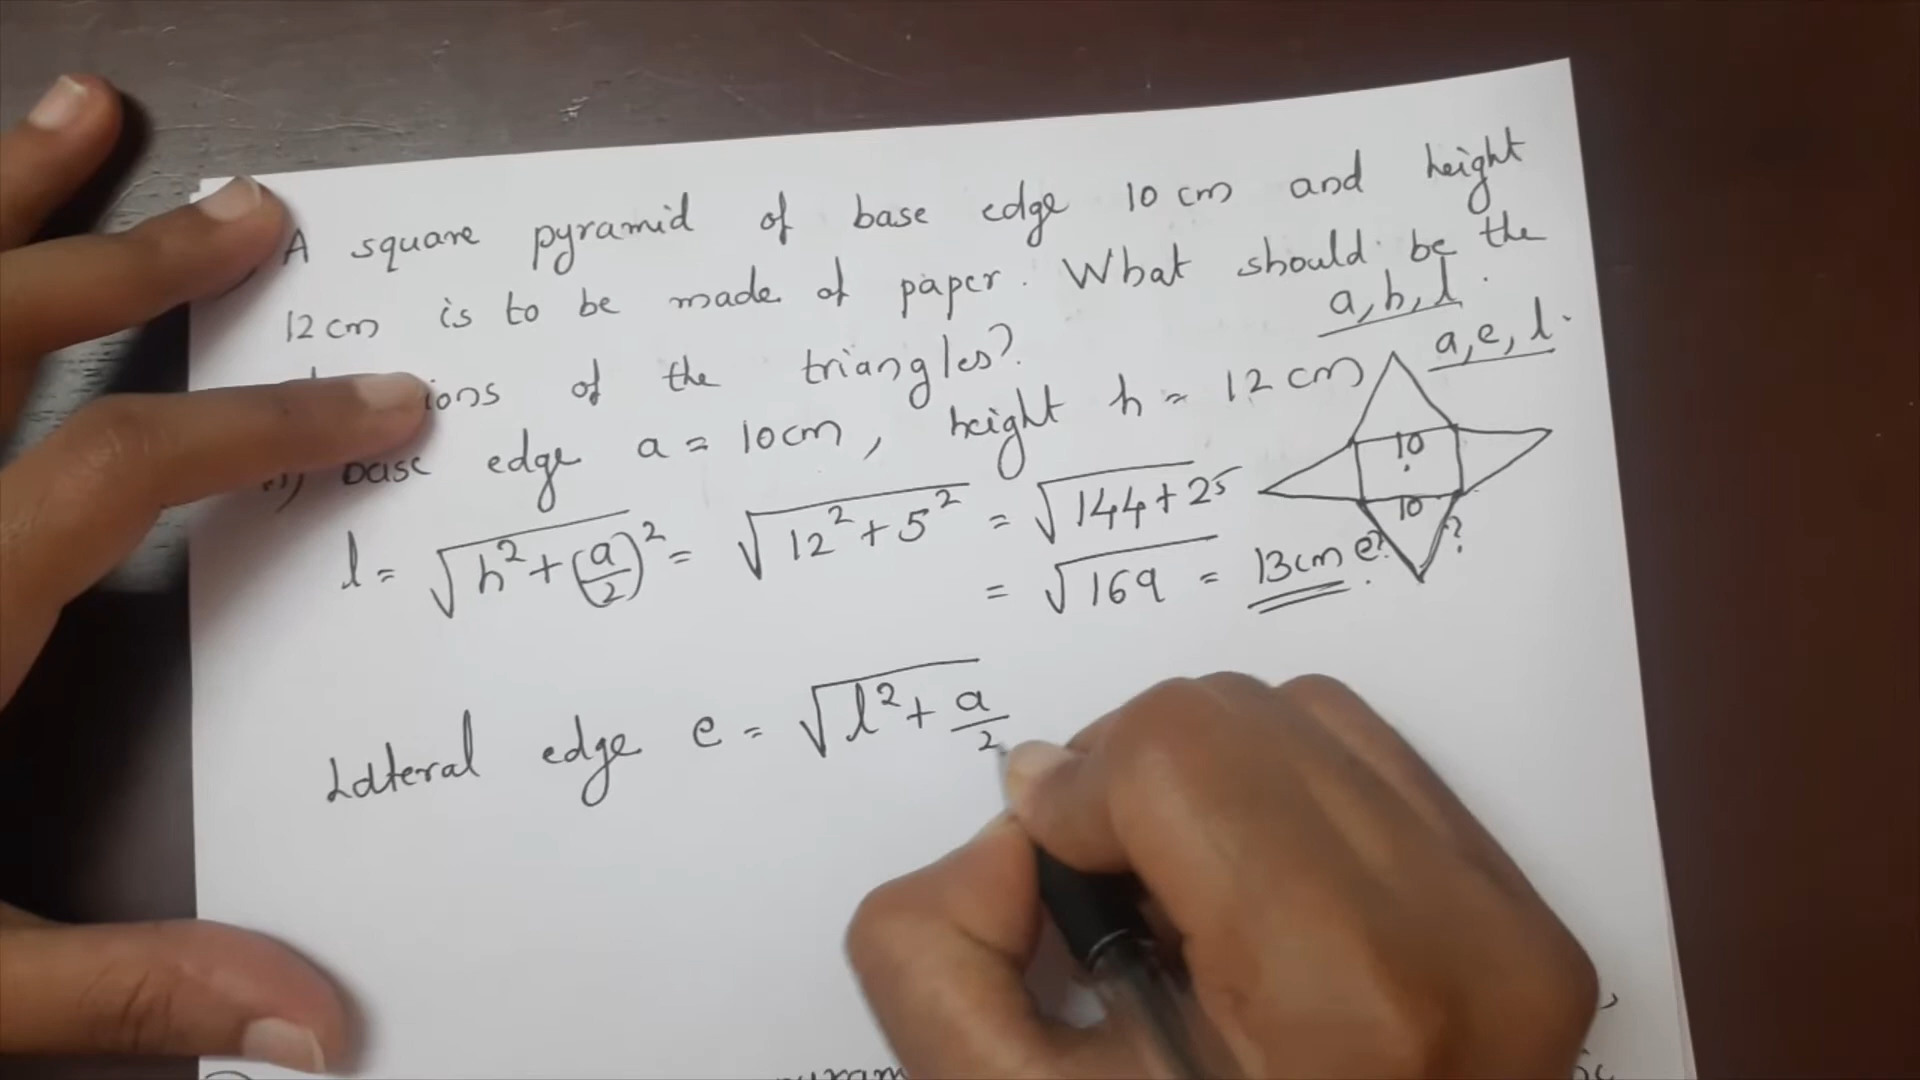 A square pyramid of base edge 10 cm and height
12 cm is to be made of paper. What should be the
ions of the triangles?
a, h, l
a, e, l.
base edge a = 10cm, height h = 12 cm
l = √h² + (a/2)² = √12² + 5² = √144 + 25
= √169 = 13cm
10
10
e?
?
Lateral edge e = √l² + a/2